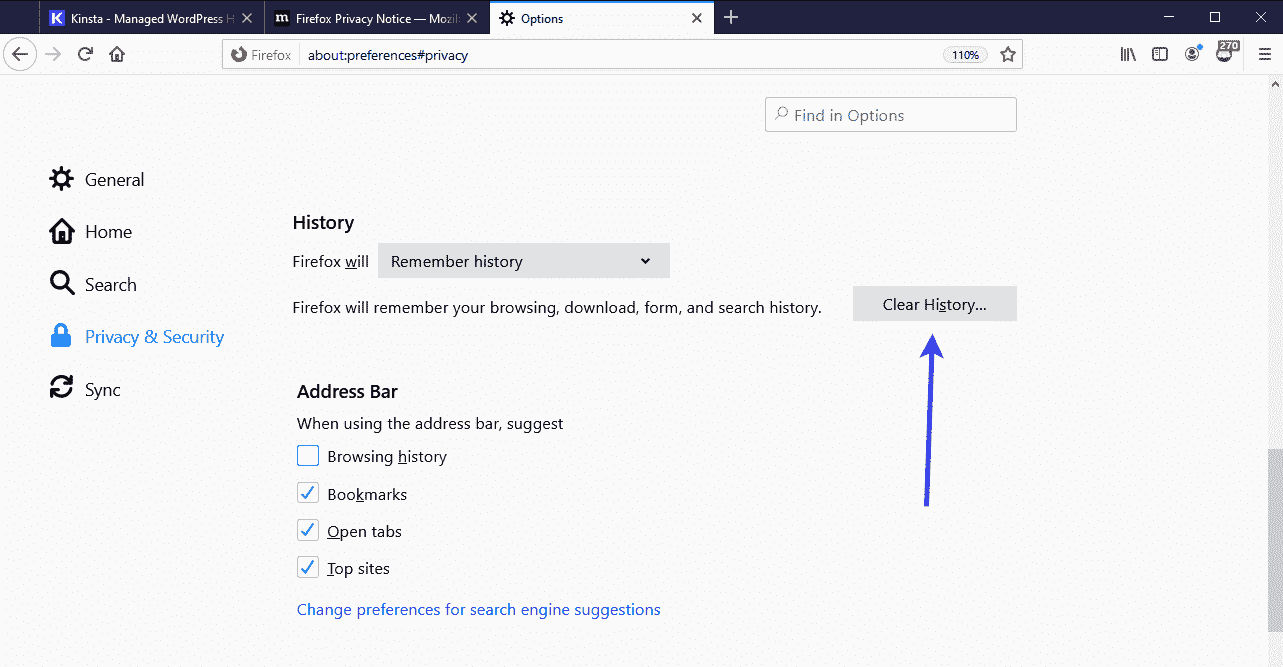 Kinsta - Managed WordPress H
Firefox Privacy Notice — Mozil
Options
Firefox
about:preferences#privacy
110%
270
Find in Options
General
Home
Search
Privacy & Security
Sync
History
Firefox will Remember history
Firefox will remember your browsing, download, form, and search history.
Clear History...
Address Bar
When using the address bar, suggest
Browsing history
Bookmarks
Open tabs
Top sites
Change preferences for search engine suggestions